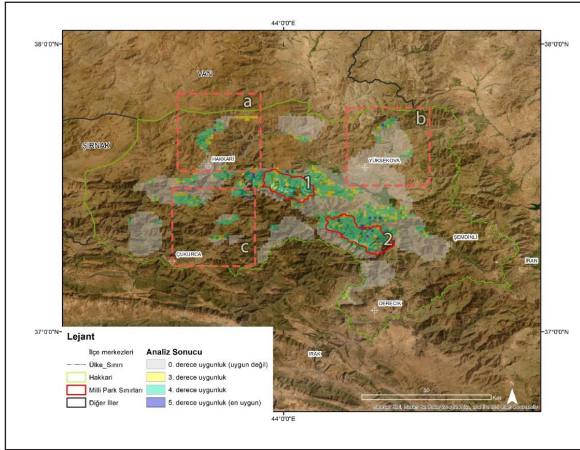 44°0'0"E
38°0'0"N
38°0'0"N
VAN
a
b
ŞIRNAK
HAKKARİ
YÜKSEKOVA
1
2
ŞEMDİNLİ
c
ÇUKURCA
İRAN
DERECİK
37°0'0"N
37°0'0"N
IRAK
Lejant
İlçe merkezleri
Ülke_Sınırı
Hakkari
Milli Park Sınırları
Diğer İller
Analiz Sonucu
0. derece uygunluk (uygun değil)
3. derece uygunluk
4. derece uygunluk
5. derece uygunluk (en uygun)
50
Km
N
44°0'0"E